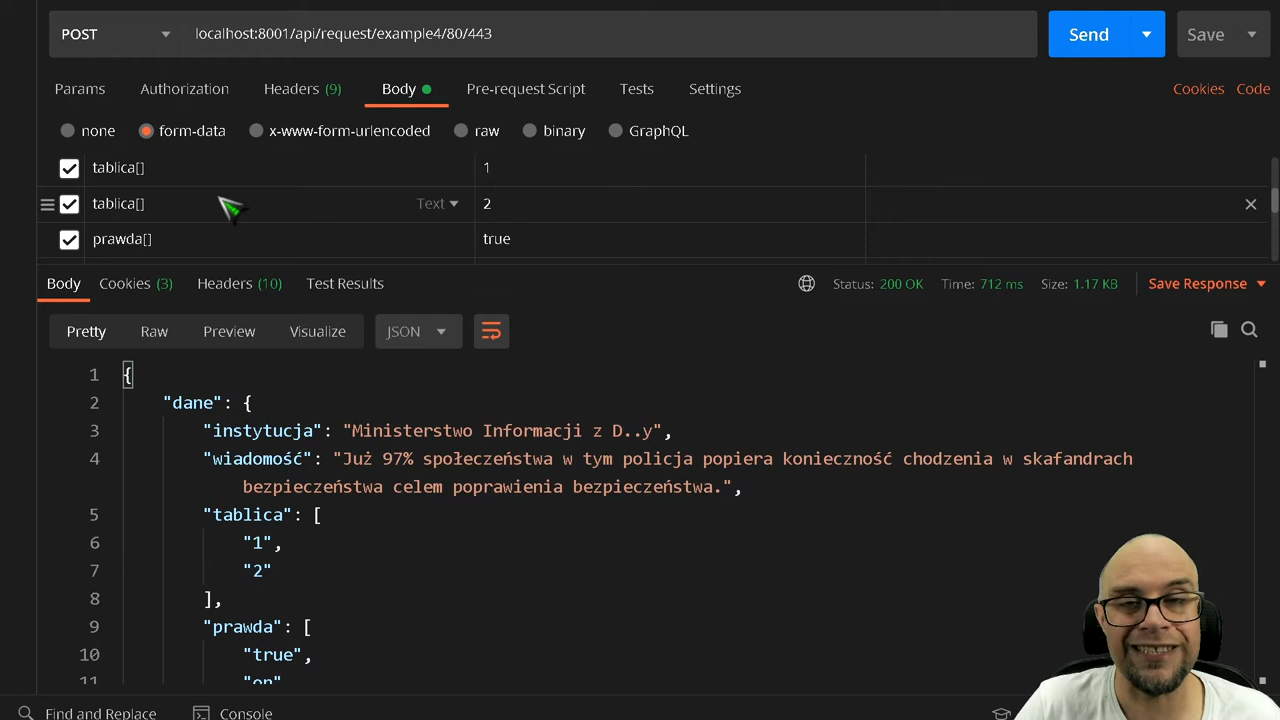 POST
localhost:8001/api/request/example4/80/443
Send
Save
Params
Authorization
Headers (9)
Body
Pre-request Script
Tests
Settings
Cookies
Code
none
form-data
x-www-form-urlencoded
raw
binary
GraphQL
tablica[]
1
tablica[]
Text
2
prawda[]
true
Body
Cookies (3)
Headers (10)
Test Results
Status: 200 OK
Time: 712 ms
Size: 1.17 KB
Save Response
Pretty
Raw
Preview
Visualize
JSON
1 {
2 "dane": {
3 "instytucja": "Ministerstwo Informacji z D..y",
4 "wiadomość": "Już 97% społeczeństwa w tym policja popiera konieczność chodzenia w skafandrach
bezpieczeństwa celem poprawienia bezpieczeństwa.",
5 "tablica": [
6 "1",
7 "2"
8 ],
9 "prawda": [
10 "true",
11 "on"
Find and Replace
Console